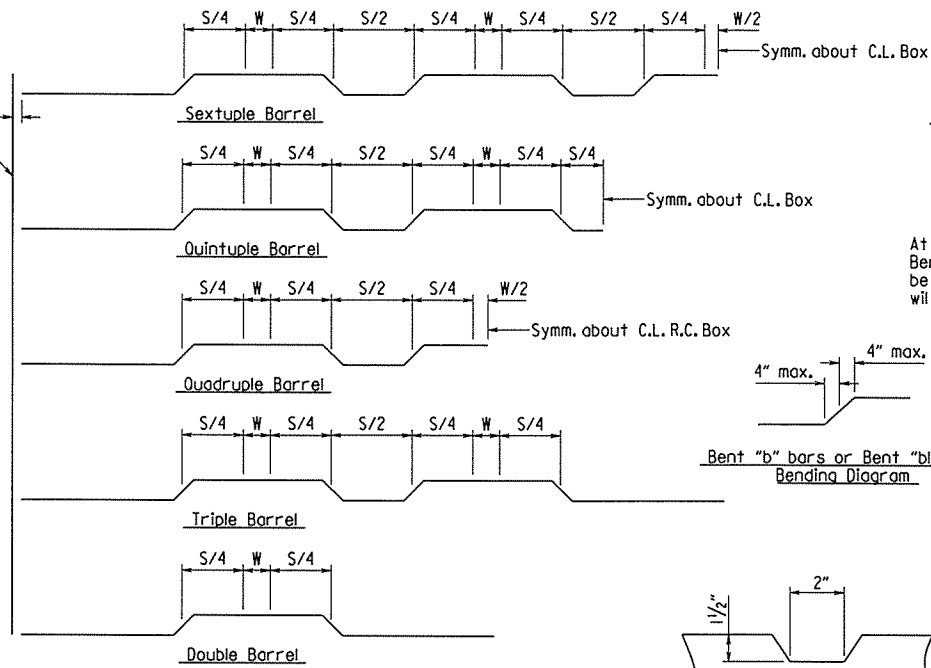 S/4 W S/4 S/2 S/4 W S/4 S/2 S/4 W/2
Symm. about C.L. Box
Sextuple Barrel
S/4 W S/4 S/2 S/4 W S/4 S/4
Symm. about C.L. Box
Quintuple Barrel
At
Ber
be
wil
S/4 W S/4 S/2 S/4 W/2
Symm. about C.L. R.C. Box
Quadruple Barrel
4" max.
4" max.
Bent "b" bars or Bent "bl
Bending Diagram
S/4 W S/4 S/2 S/4 W S/4
Triple Barrel
S/4 W S/4
Double Barrel
2"
1½"